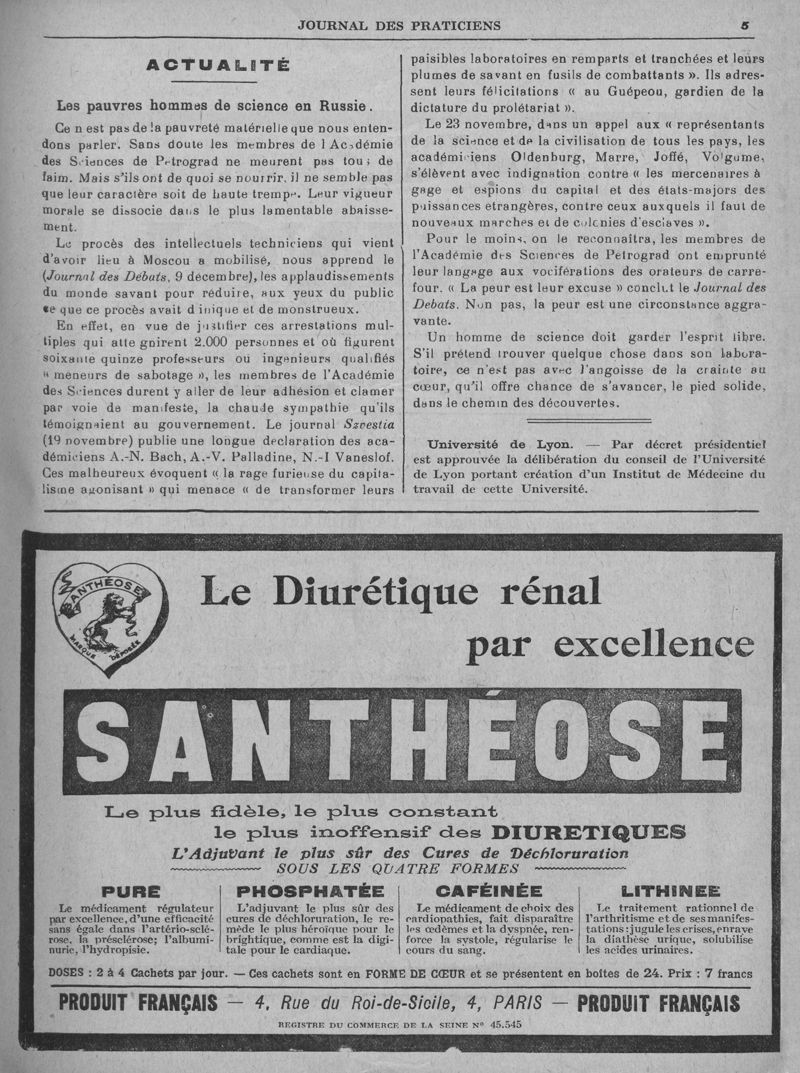 JOURNAL DES PRATICIENS
5
ACTUALITÉ
Les pauvres hommes de science en Russie.
Ce n est pas de la pauvreté matérielle que nous enten-
dons parler. Sans doute les membres de l Académie
des Sciences de Petrograd ne meurent pas tous de
faim. Mais s'ils ont de quoi se nourrir. il ne semble pas
que leur caractère soit de haute trempe. Leur vigueur
morale se dissocie dans le plus lamentable abaisse-
ment.
Le procès des intellectuels techniciens qui vient
d'avoir lieu à Moscou a mobilisé, nous apprend le
(Journal des Débats, 9 décembre), les applaudissements
du monde savant pour réduire, aux yeux du public
ce que ce procès avait d inique et de monstrueux.
En effet, en vue de justifier ces arrestations mul-
tiples qui atteignirent 2.000 personnes et où figurent
soixante quinze professeurs ou ingenieurs qualifiés
« meneurs de sabotage », les membres de l'Académie
des Sciences durent y aller de leur adhésion et clamer
par voie de manifeste, la chaude sympathie qu'ils
témoignaient au gouvernement. Le journal Szvestia
(19 novembre) publie une longue declaration des aca-
démiciens A.-N. Bach, A.-V. Palladine, N.-I Vaneslof.
Ces malheureux évoquent « la rage furieuse du capita-
lisme agonisant » qui menace « de transformer leurs
paisibles laboratoires en remparts et tranchées et leurs
plumes de savant en fusils de combattants ». Ils adres-
sent leurs félicitations « au Guépeou, gardien de la
dictature du prolétariat ».
Le 23 novembre, dans un appel aux « représentants
de la science et de la civilisation de tous les pays, les
académiciens Oldenburg, Marre, Joffé, Volgume,
s'élèvent avec indignation contre « les mercenaires à
gage et espions du capital et des états-majors des
puissances etrangères, contre ceux auxquels il faut de
nouveaux marches et de colonies d'esclaves ».
Pour le moins, on le reconnaitra, les membres de
l'Académie des Sciences de Pétrograd ont emprunté
leur langage aux vociférations des orateurs de carre-
four. « La peur est leur excuse » conclut le Journal des
Debats. Non pas, la peur est une circonstance aggra-
vante.
Un homme de science doit garder l'esprit libre.
S'il prétend trouver quelque chose dans son labora-
toire, ce n'est pas avec l'angoisse de la crainte au
cœur, qu'il offre chance de s'avancer, le pied solide,
dans le chemin des découvertes.
Université de Lyon. — Par décret présidentiel
est approuvée la délibération du conseil de l'Université
de Lyon portant création d'un Institut de Médecine du
travail de cette Université.
SANTHÉOSE
MARQUE DÉPOSÉE
Le Diurétique rénal
par excellence
SANTHÉOSE
Le plus fidèle, le plus constant
le plus inoffensif des DIURETIQUES
L'Adjuvant le plus sûr des Cures de Déchloruration
SOUS LES QUATRE FORMES
PURE
Le médicament régulateur
par excellence, d'une efficacité
sans égale dans l'artério-sclé-
rose, la présclérose; l'albumi-
nurie, l'hydropisie.
PHOSPHATÉE
L'adjuvant le plus sûr des
cures de déchloruration, le re-
mède le plus héroïque pour le
brightique, comme est la digi-
tale pour le cardiaque.
CAFÉINÉE
Le médicament de choix des
cardiopathies, fait disparaître
les œdèmes et la dyspnée, ren-
force la systole, régularise le
cours du sang.
LITHINEE
Le traitement rationnel de
l'arthritisme et de ses manifes-
tations: jugule les crises, enraye
la diathèse urique, solubilise
les acides urinaires.
DOSES : 2 à 4 Cachets par jour. — Ces cachets sont en FORME DE CŒUR et se présentent en boîtes de 24. Prix : 7 francs
PRODUIT FRANÇAIS — 4, Rue du Roi-de-Sicile, 4, PARIS — PRODUIT FRANÇAIS
REGISTRE DU COMMERCE DE LA SEINE N° 45.545